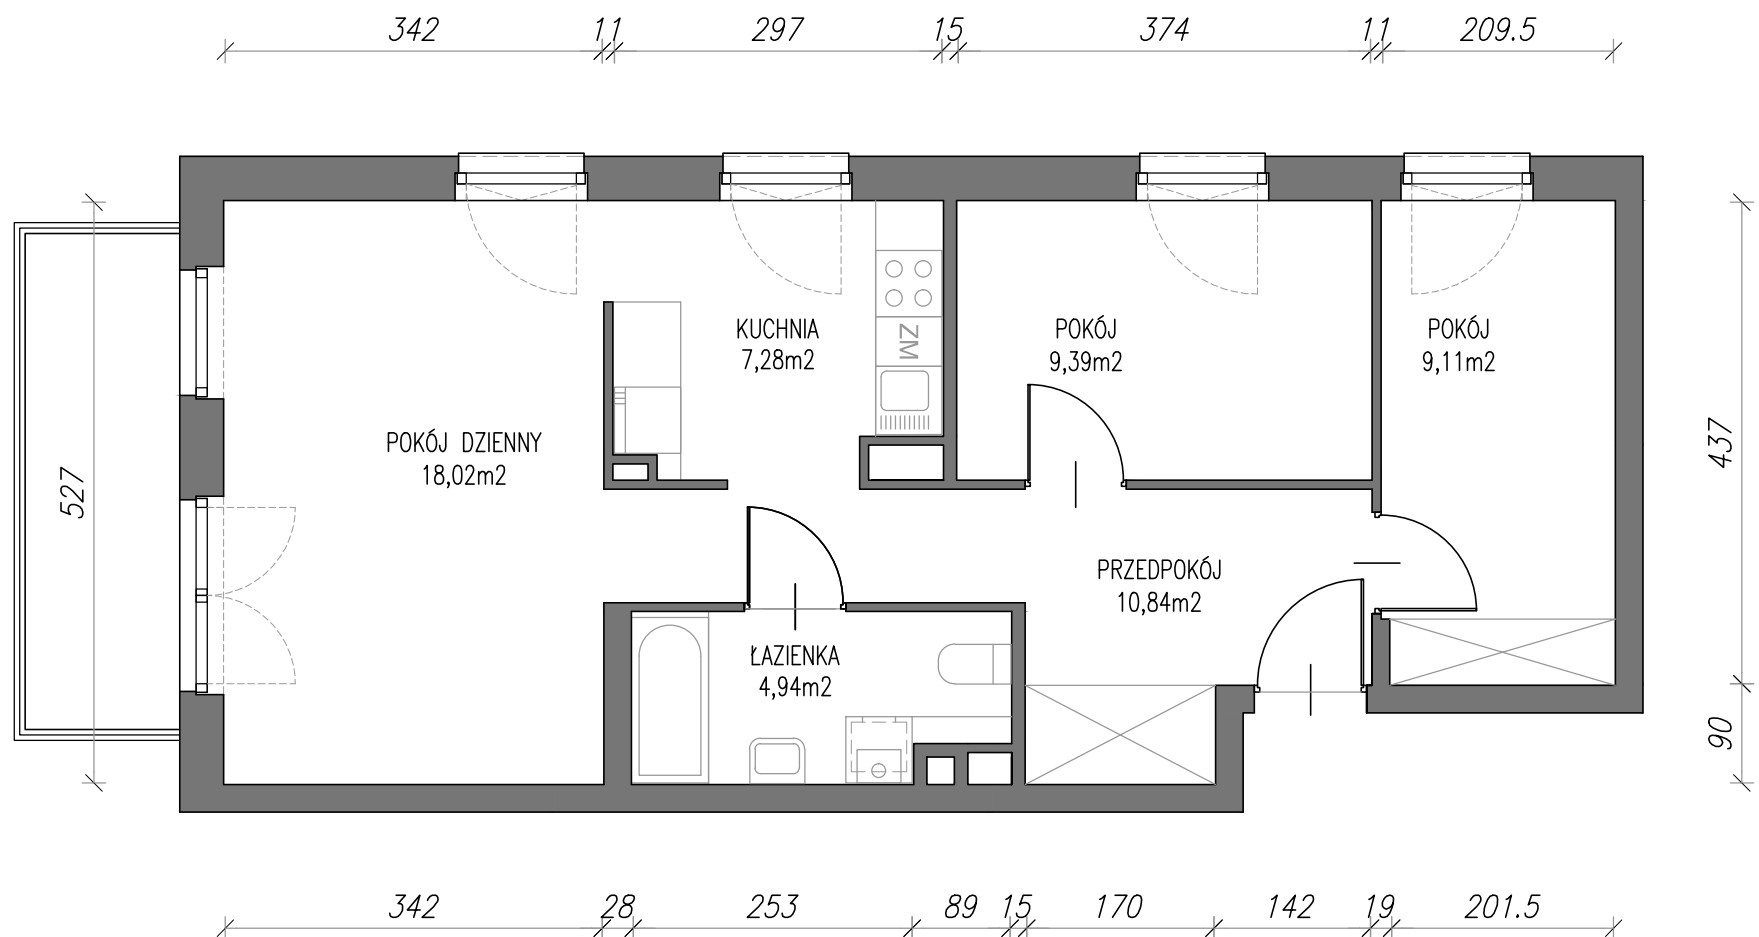 342 11 297 15 374 11 209.5
KUCHNIA
7,28m2
POKÓJ
9,39m2
POKÓJ
9,11m2
ZM
POKÓJ DZIENNY
18,02m2
527
437
PRZEDPOKÓJ
10,84m2
ŁAZIENKA
4,94m2
90
342 28 253 89 15 170 142 19 201.5